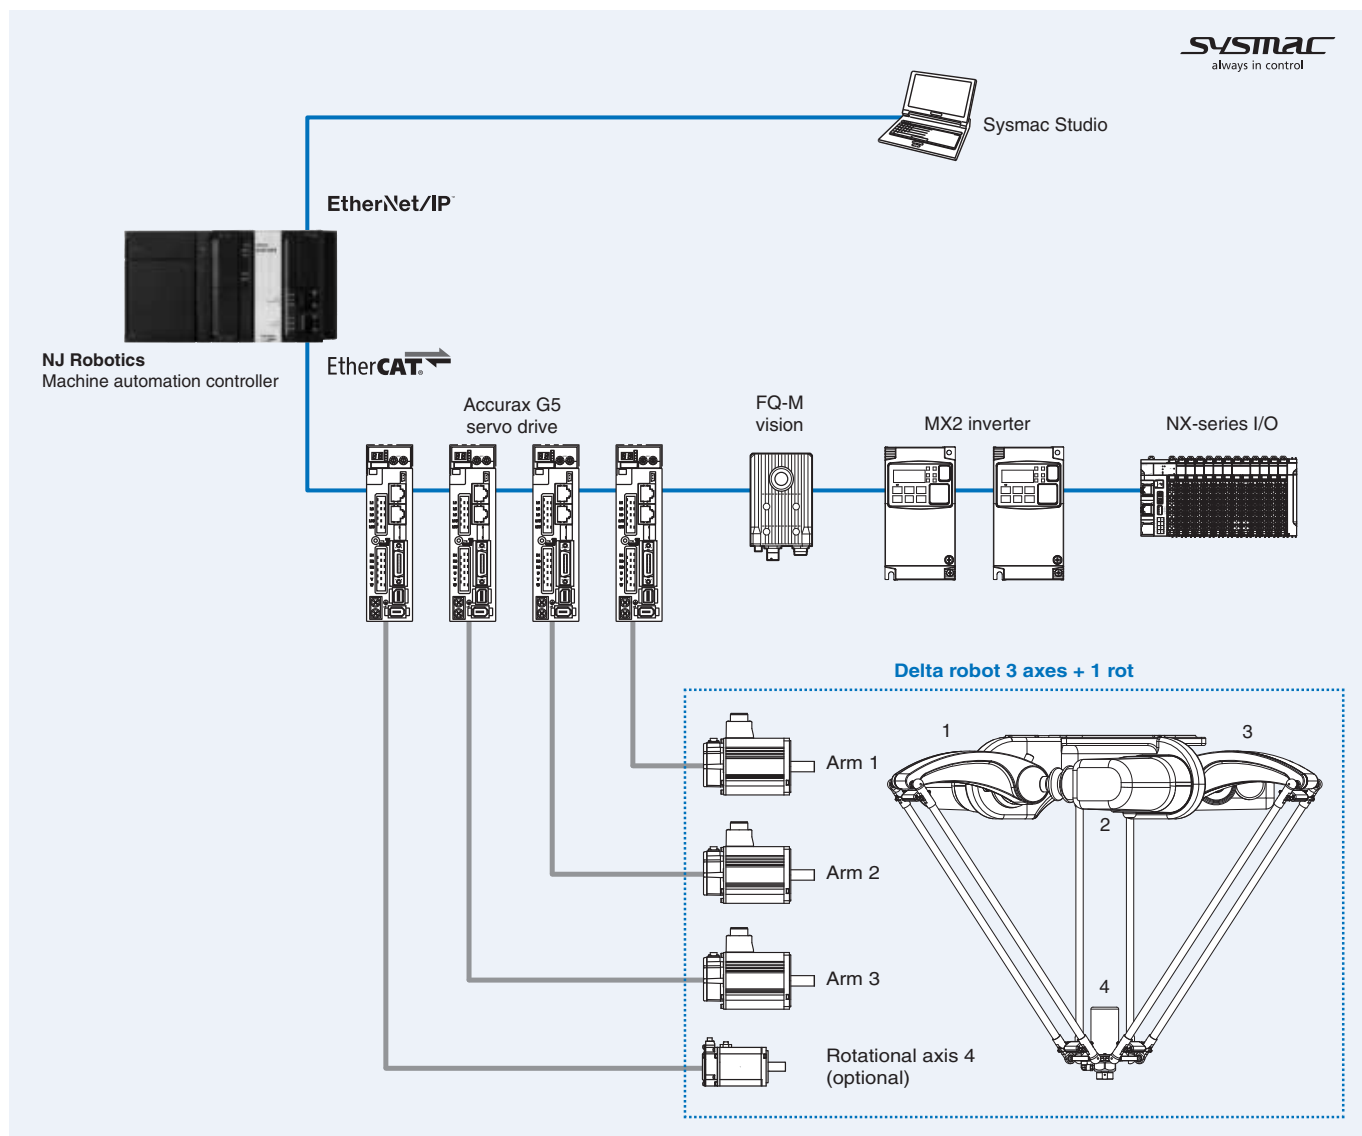 sysmac
always in control
Sysmac Studio
EtherNet/IP™
NJ Robotics
Machine automation controller
EtherCAT®
Accurax G5
servo drive
FQ-M
vision
MX2 inverter
NX-series I/O
Delta robot 3 axes + 1 rot
1
3
Arm 1
2
Arm 2
Arm 3
4
Rotational axis 4
(optional)